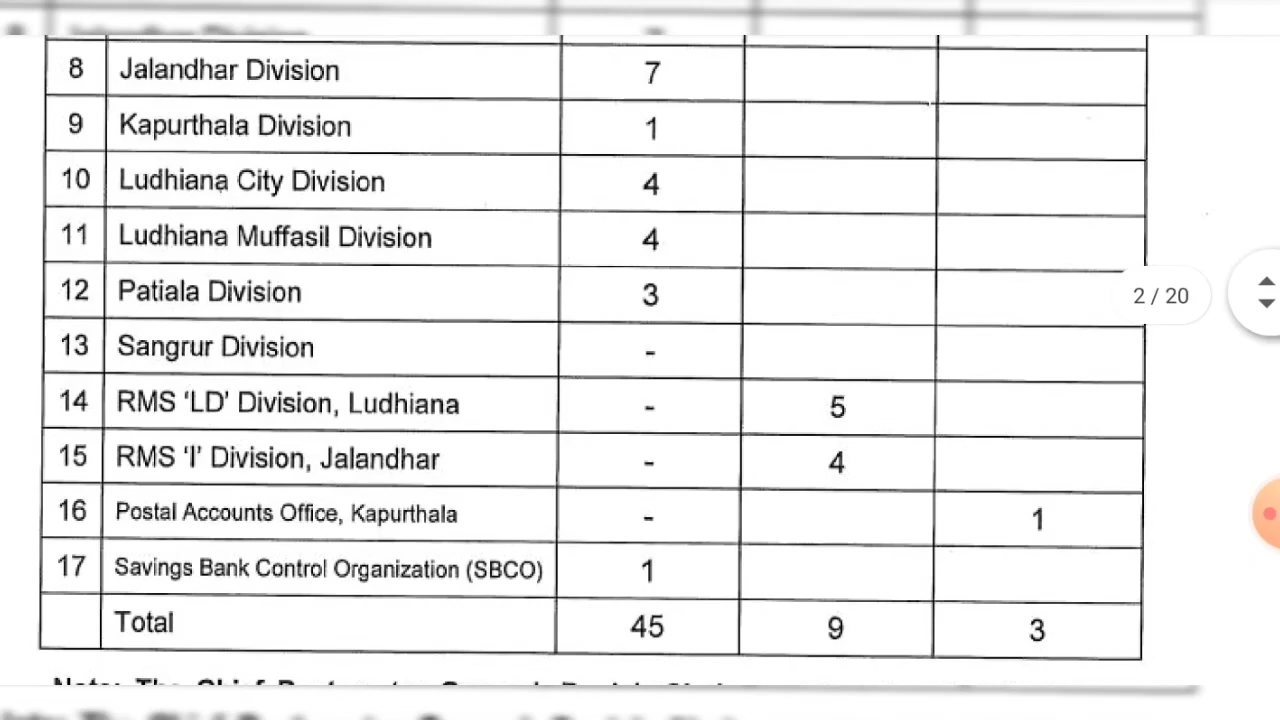 8 Jalandhar Division 7
9 Kapurthala Division 1
10 Ludhiana City Division 4
11 Ludhiana Muffasil Division 4
2 / 20
12 Patiala Division 3
13 Sangrur Division -
14 RMS 'LD' Division, Ludhiana - 5
15 RMS 'I' Division, Jalandhar - 4
16 Postal Accounts Office, Kapurthala - 1
17 Savings Bank Control Organization (SBCO) 1
Total 45 9 3